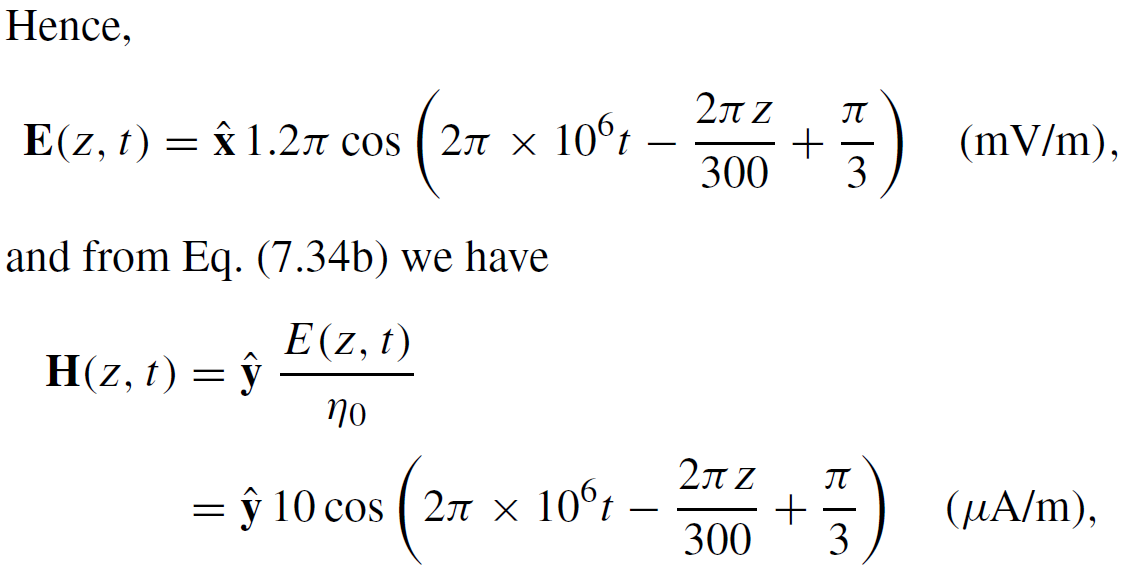 Hence,
E(z, t) = x̂ 1.2π cos (2π × 10⁶t − 2πz/300 + π/3) (mV/m),
and from Eq. (7.34b) we have
H(z, t) = ŷ E(z, t)/η₀
= ŷ 10 cos (2π × 10⁶t − 2πz/300 + π/3) (μA/m),